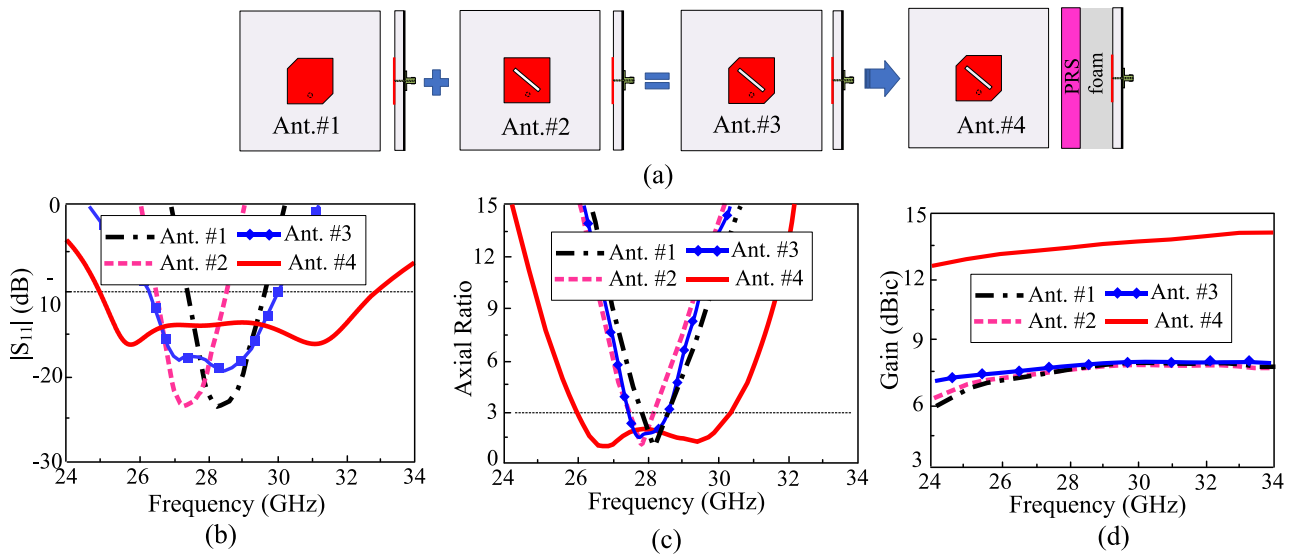 Ant.#1
Ant.#2
Ant.#3
Ant.#4
PRS
foam
(a)
|S11| (dB)
0
-
10
-20
-30
Ant. #1
Ant. #2
Ant. #3
Ant. #4
24 26 28 30 32 34
Frequency (GHz)
(b)
Axial Ratio
15
12
9
6
3
0
Ant. #1
Ant. #2
Ant. #3
Ant. #4
24 26 28 30 32 34
Frequency (GHz)
(c)
Gain (dBic)
15
12
9
6
3
Ant. #1
Ant. #2
Ant. #3
Ant. #4
24 26 28 30 32 34
Frequency (GHz)
(d)